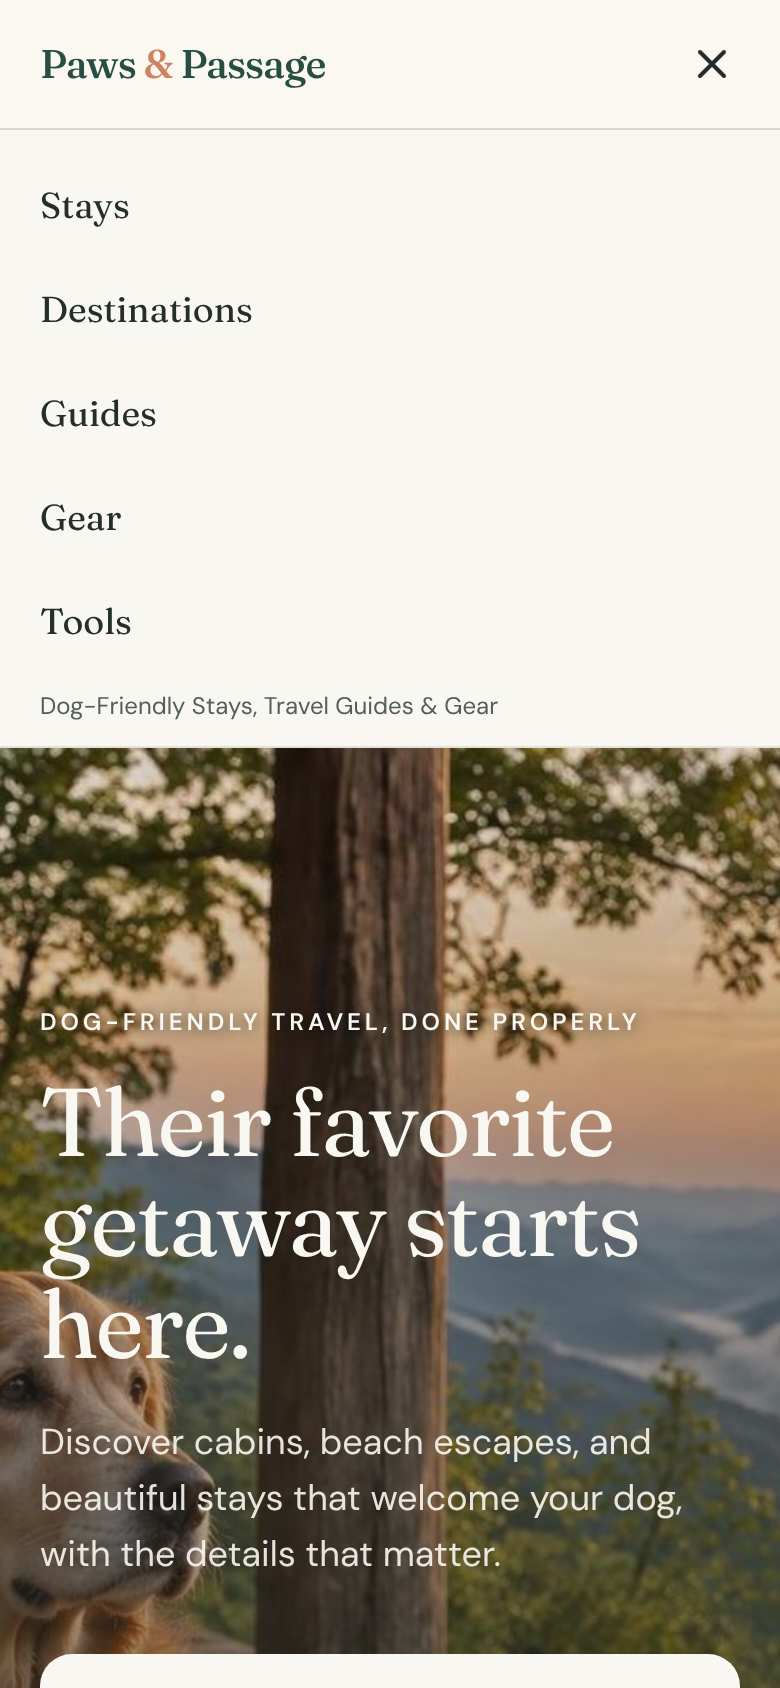 Paws & Passage
Stays
Destinations
Guides
Gear
Tools
Dog-Friendly Stays, Travel Guides & Gear
DOG-FRIENDLY TRAVEL, DONE PROPERLY
Their favorite
getaway starts
here.
Discover cabins, beach escapes, and
beautiful stays that welcome your dog,
with the details that matter.